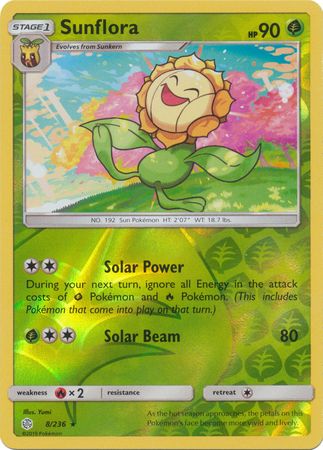 STAGE 1
Sunflora
HP 90
Evolves from Sunkern
NO. 192 Sun Pokémon HT: 2'07" WT: 18.7 lbs.
Solar Power
During your next turn, ignore all Energy in the attack
costs of Pokémon and Pokémon. (This includes
Pokémon that come into play on that turn.)
Solar Beam 80
weakness × 2 resistance retreat
Illus. Yumi
8/236 ★
©2019 Pokémon
As the hot season approaches, the petals on this
Pokémon's face become more vivid and lively.